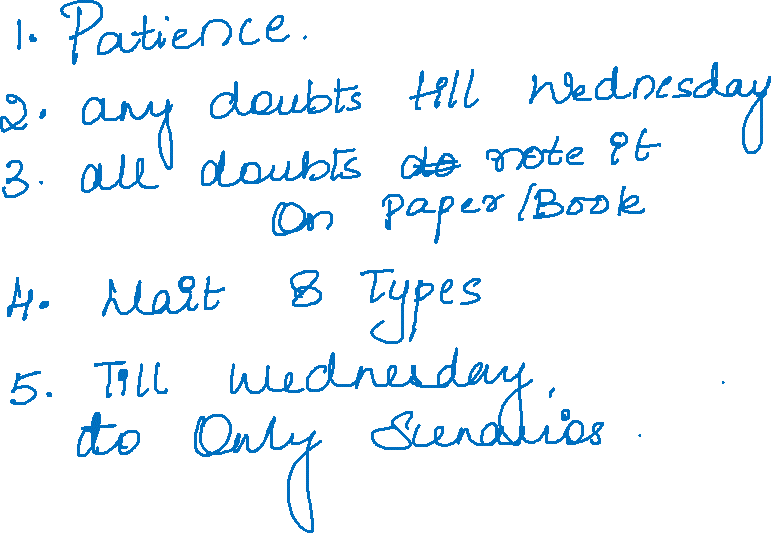 1. Patience.
2. any doubts till Wednesday
3. all doubts do note it
On paper/Book
4. Wait 8 Types
5. Till Wednesday,
do Only Scenarios.